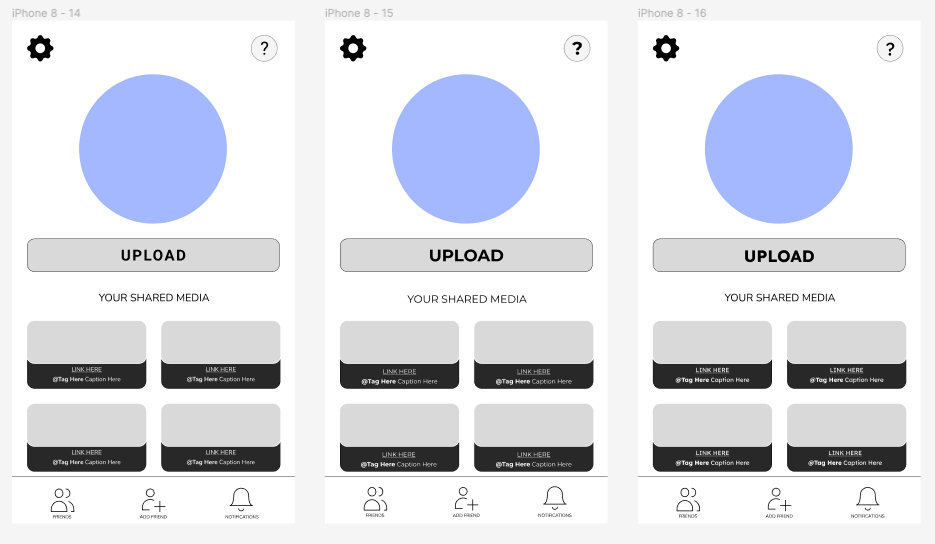 iPhone 8 - 14
?
UPLOAD
YOUR SHARED MEDIA
LINK HERE
@Tag Here Caption Here
LINK HERE
@Tag Here Caption Here
LINK HERE
@Tag Here Caption Here
LINK HERE
@Tag Here Caption Here
FRIENDS
ADD FRIEND
NOTIFICATIONS
iPhone 8 - 15
?
UPLOAD
YOUR SHARED MEDIA
LINK HERE
@Tag Here Caption Here
LINK HERE
@Tag Here Caption Here
LINK HERE
@Tag Here Caption Here
LINK HERE
@Tag Here Caption Here
FRIENDS
ADD FRIEND
NOTIFICATIONS
iPhone 8 - 16
?
UPLOAD
YOUR SHARED MEDIA
LINK HERE
@Tag Here Caption Here
LINK HERE
@Tag Here Caption Here
LINK HERE
@Tag Here Caption Here
LINK HERE
@Tag Here Caption Here
FRIENDS
ADD FRIEND
NOTIFICATIONS